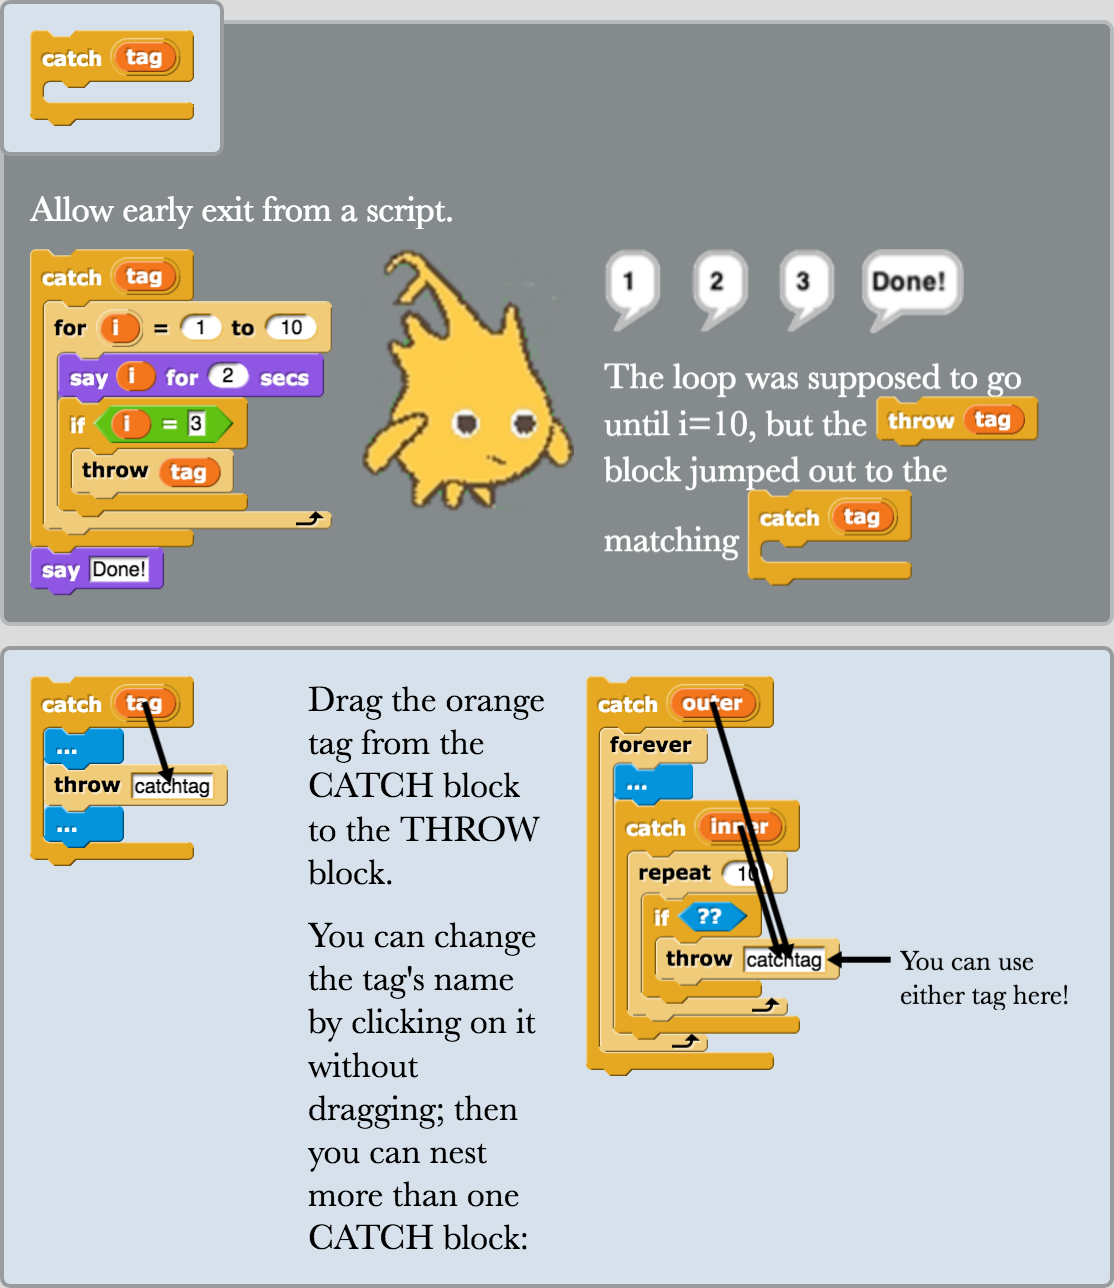 catch tag
Allow early exit from a script.
catch tag
for i = 1 to 10
say i for 2 secs
if i = 3
throw tag
say Done!
1 2 3 Done!
The loop was supposed to go
until i=10, but the throw tag
block jumped out to the
matching catch tag
catch tag
...
throw catchtag
...
Drag the orange
tag from the
CATCH block
to the THROW
block.
You can change
the tag's name
by clicking on it
without
dragging; then
you can nest
more than one
CATCH block:
catch outer
forever
...
catch inner
repeat 10
if ??
throw catchtag
You can use
either tag here!